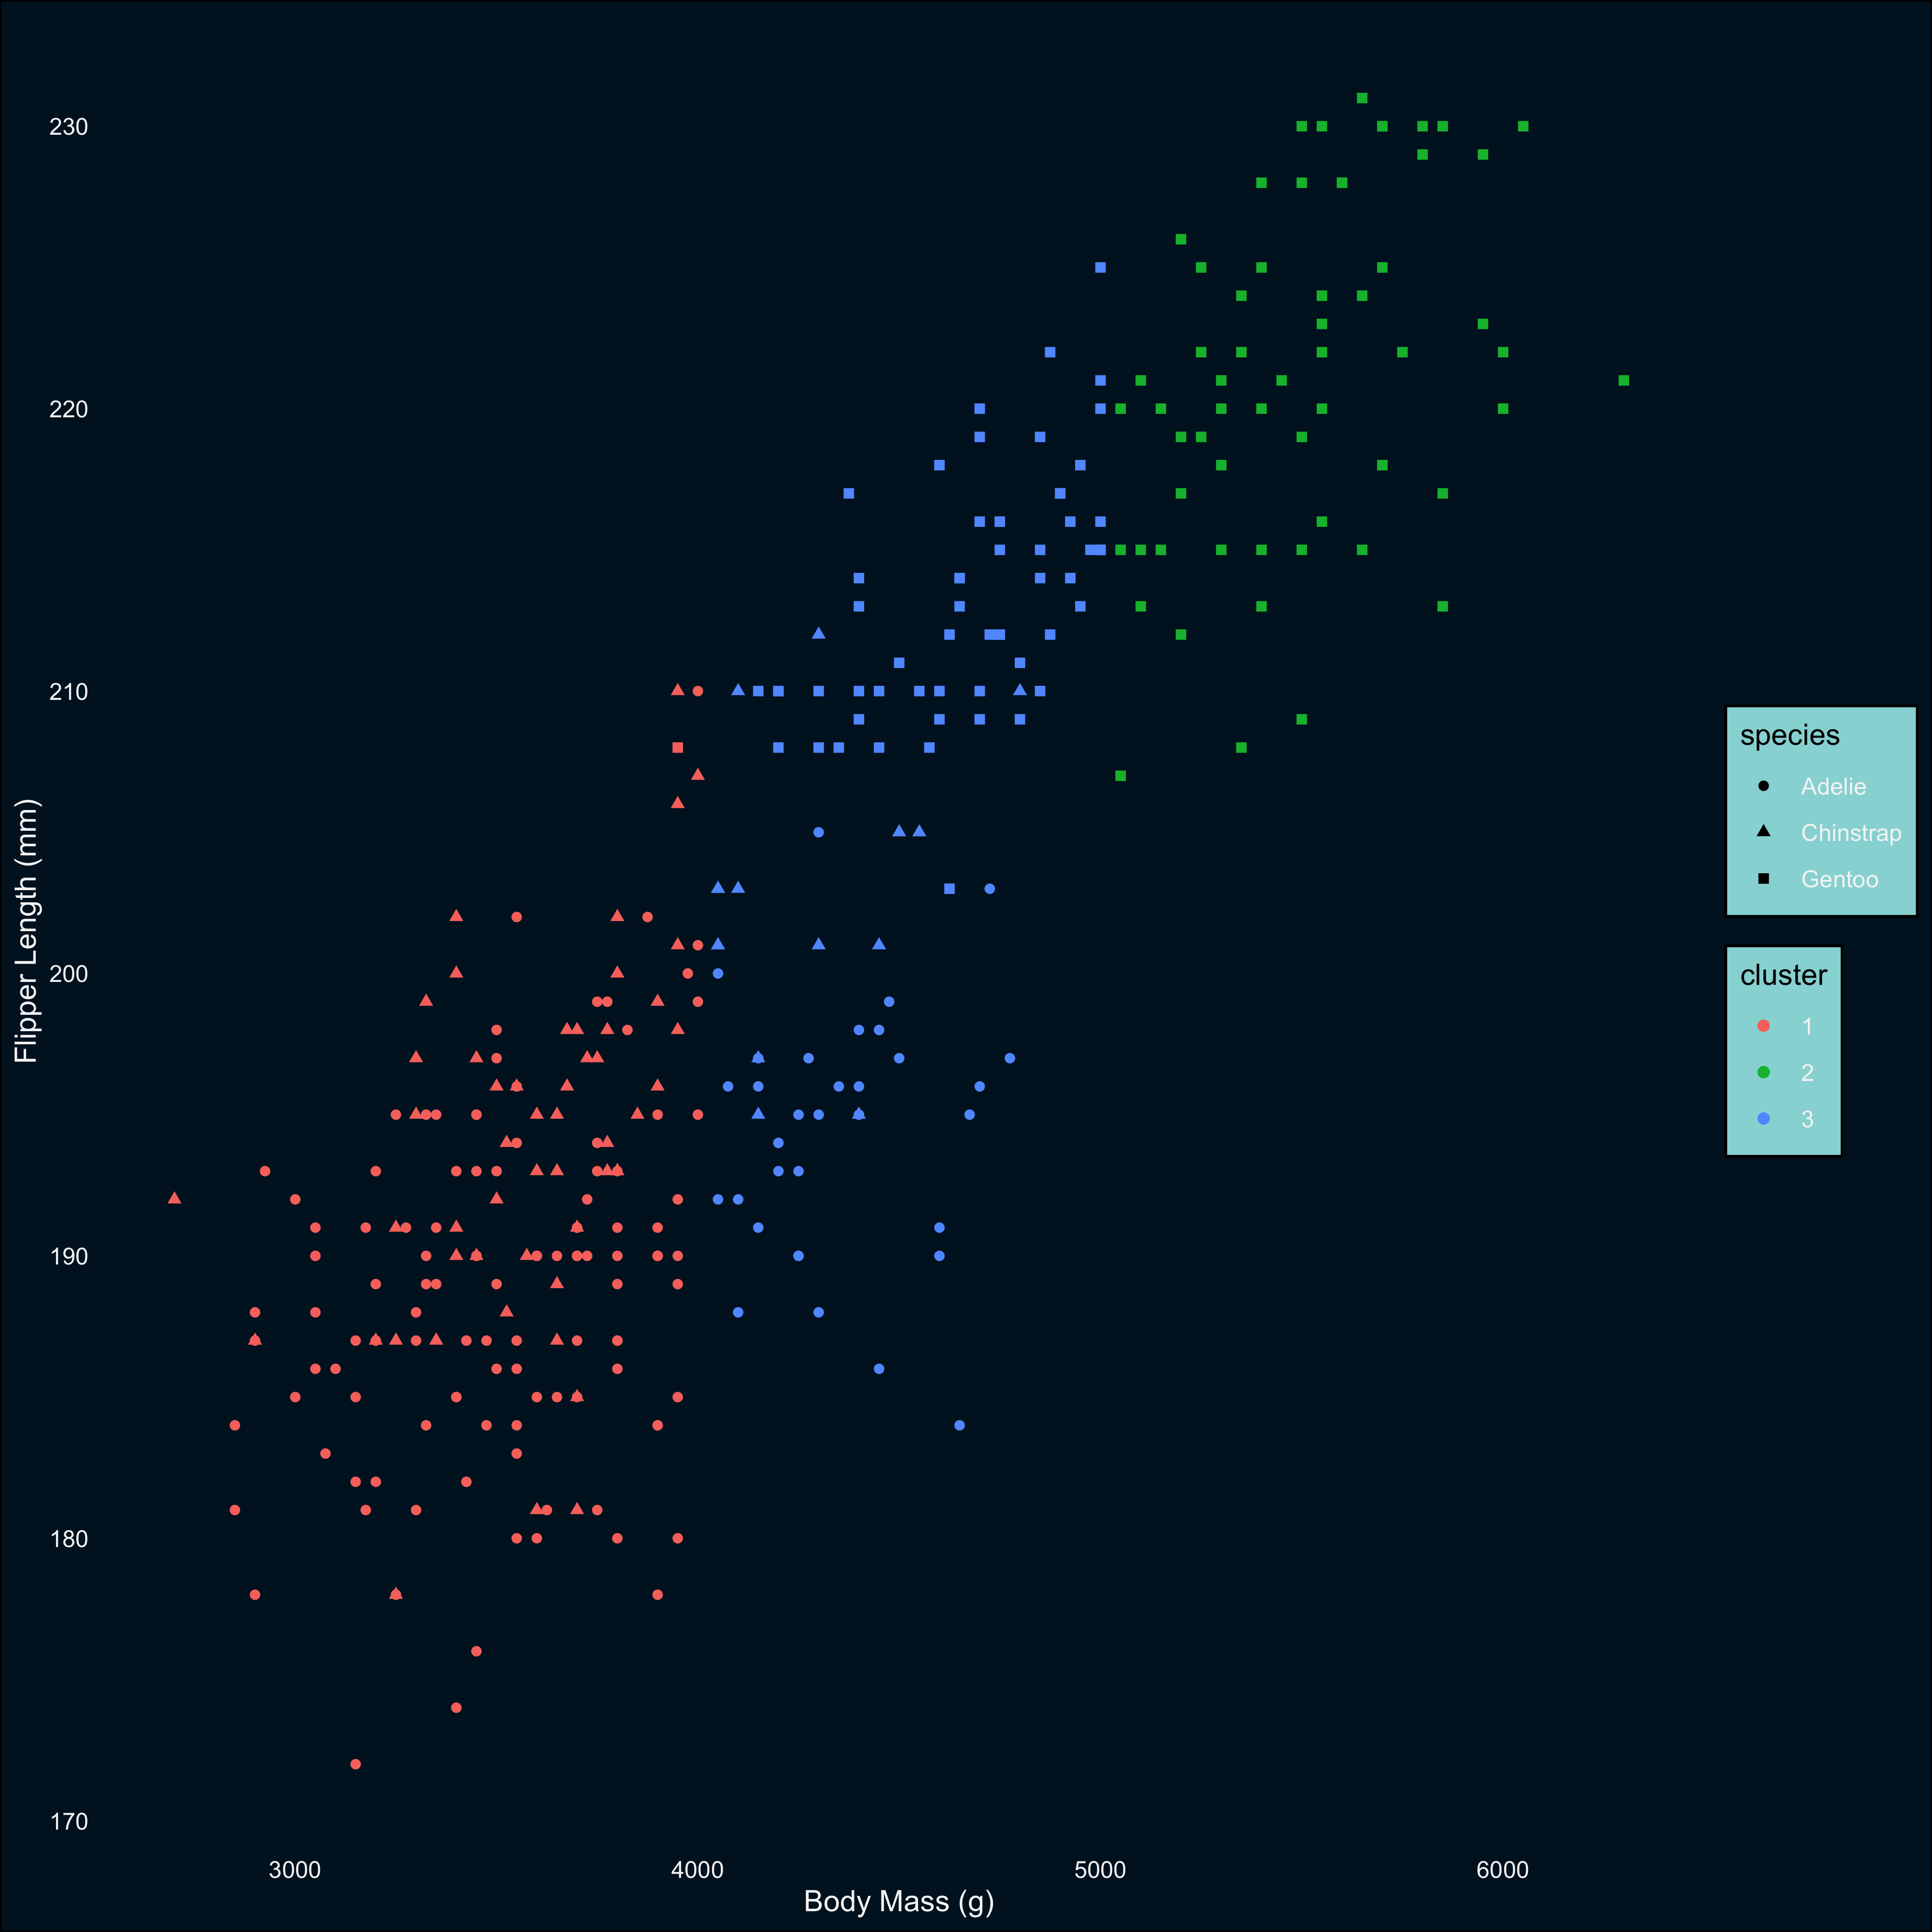 230
220
210
200
190
180
170
Flipper Length (mm)
3000 4000 5000 6000
Body Mass (g)
species
Adelie
Chinstrap
Gentoo
cluster
1
2
3